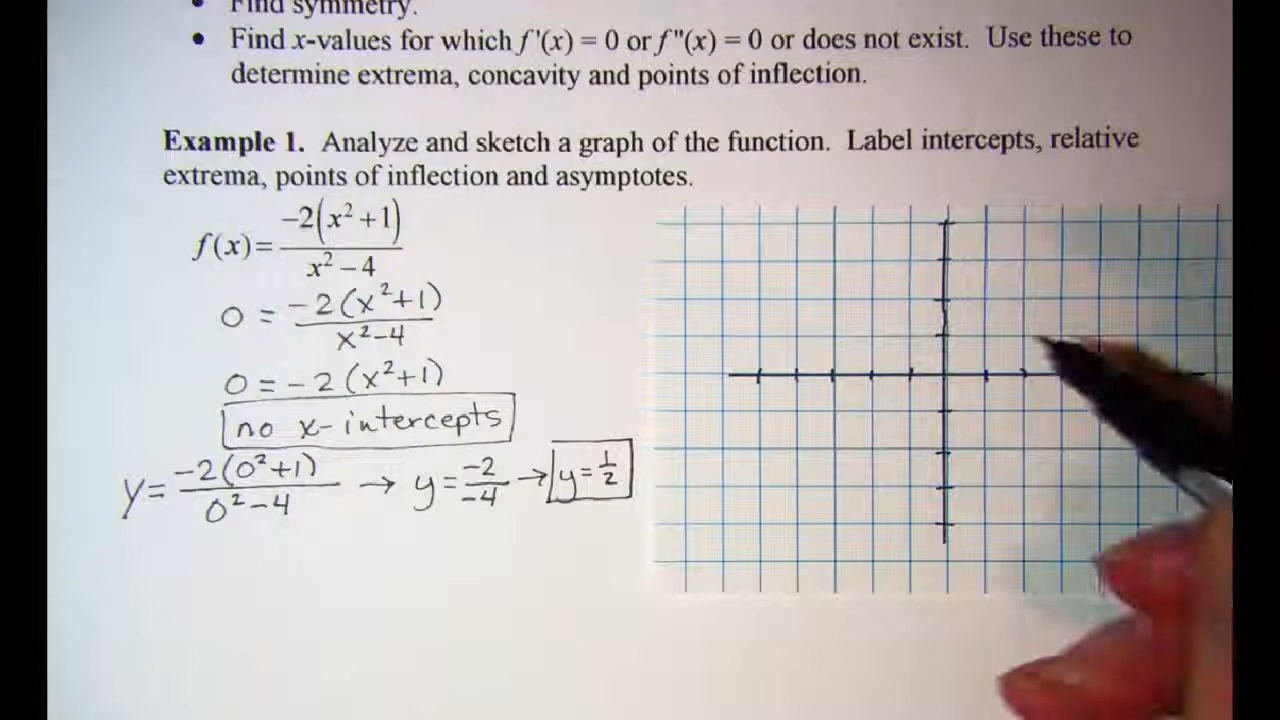 • Find symmetry.
• Find x-values for which f'(x) = 0 or f"(x) = 0 or does not exist. Use these to
determine extrema, concavity and points of inflection.
Example 1. Analyze and sketch a graph of the function. Label intercepts, relative
extrema, points of inflection and asymptotes.
f(x)= −2(x²+1) / x²−4
0 = −2(x²+1) / x²−4
0 = −2(x²+1)
no x-intercepts
y= −2(0²+1) / 0²−4 → y= −2 / −4 → y= 1/2